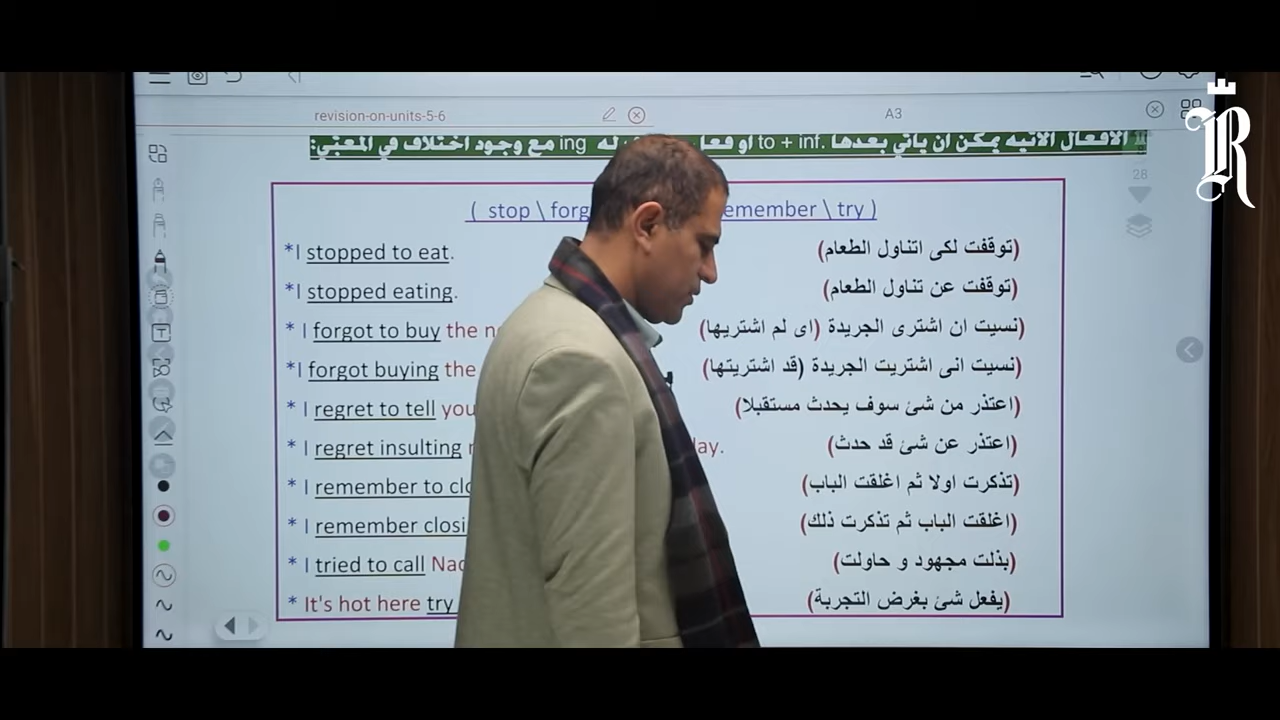 revision-on-units-5-6
A3
الافعال الاتيه يمكن ان ياتي بعدها to + inf. او له ing مع وجود اختلاف في المعنى:
28
( stop \ forg emember \ try )
*I stopped to eat. (توقفت لكى اتناول الطعام)
*I stopped eating. (توقفت عن تناول الطعام)
* I forgot to buy the (نسيت ان اشترى الجريدة (اى لم اشتريها)
*I forgot buying the (نسيت انى اشتريت الجريدة (قد اشتريتها)
* I regret to tell you (اعتذر من شئ سوف يحدث مستقبلا)
* I regret insulting day. (اعتذر عن شئ قد حدث)
* I remember to clo (تذكرت اولا ثم اغلقت الباب)
* I remember closi (اغلقت الباب ثم تذكرت ذلك)
* I tried to call (بذلت مجهود و حاولت)
* It's hot here try (يفعل شئ بغرض التجربة)
R